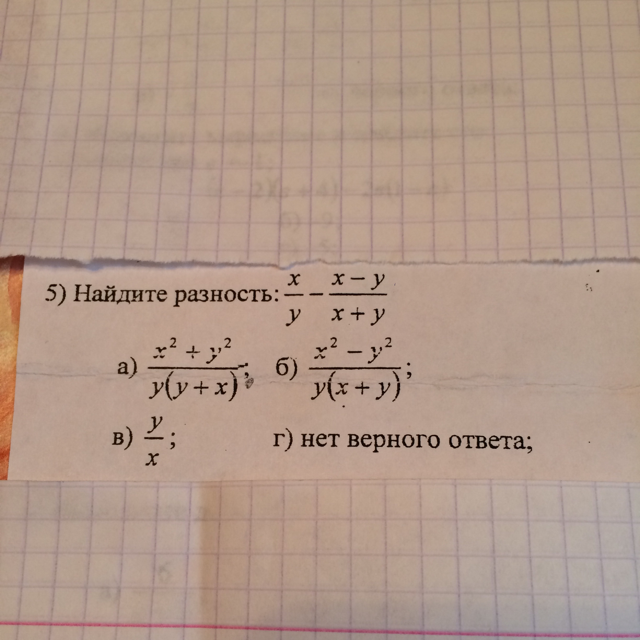 5) Найдите разность: x/y − (x − y)/(x + y)
а) (x² + y²)/(y(y + x)); б) (x² − y²)/(y(x + y));
в) y/x; г) нет верного ответа;